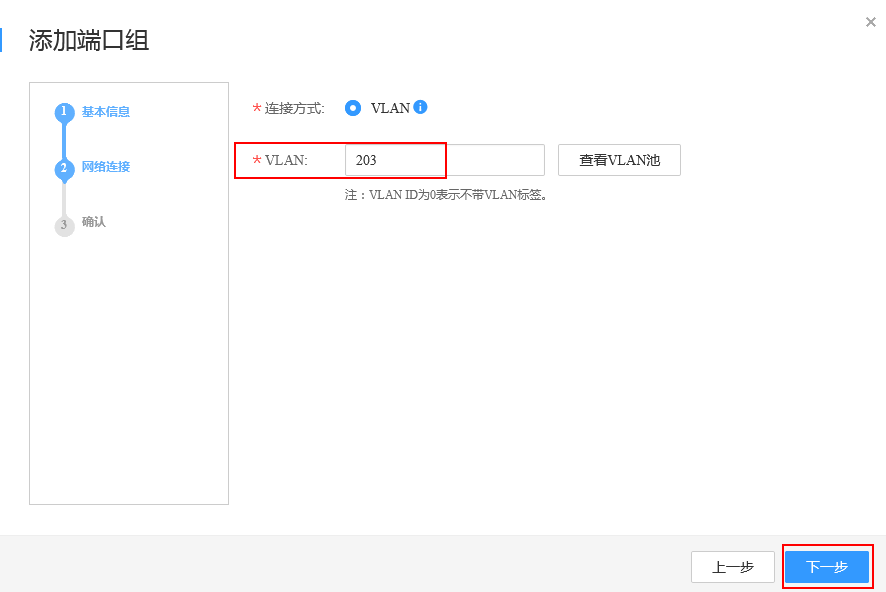 添加端口组
×
1 基本信息
2 网络连接
3 确认
* 连接方式: VLAN i
* VLAN: 203 查看VLAN池
注：VLAN ID为0表示不带VLAN标签。
上一步 下一步